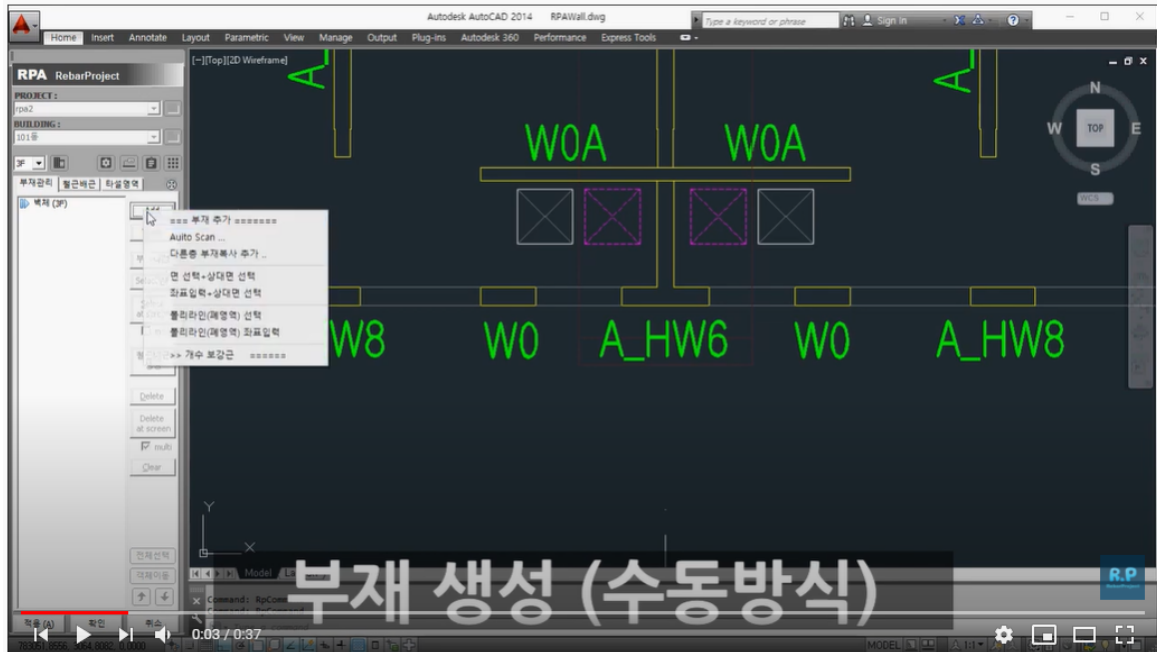 Autodesk AutoCAD 2014 RPAWall.dwg
Type a keyword or phrase
Sign In
Home Insert Annotate Layout Parametric View Manage Output Plug-ins Autodesk 360 Performance Express Tools
[-][Top][2D Wireframe]
RPA RebarProject
PROJECT :
rpa2
BUILDING :
101동
3F
부재관리 철근배근 타설영역
벽체 (3F)
=== 부재 추가 =======
Auto Scan ...
다른층 부재복사 추가 ..
면 선택+상대면 선택
좌표입력+상대면 선택
폴리라인(폐영역) 선택
폴리라인(폐영역) 좌표입력
>> 개수 보강근 ======
Delete
Delete
at screen
multi
Clear
전체선택
객체이동
적용(A) 확인 취소
A_
A_
W0A W0A
HW8 W0 A_HW6 W0 A_HW8
N
W TOP E
S
WCS
Y
X
Model
부재 생성 (수동방식)
R.P
RebarProject
Command: RpCom
0:03 / 0:37
MODEL